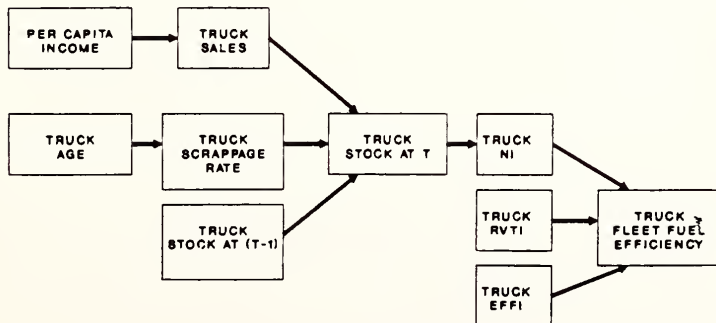 PER CAPITA
INCOME
TRUCK
SALES
TRUCK
AGE
TRUCK
SCRAPPAGE
RATE
TRUCK
STOCK AT T
TRUCK
NI
TRUCK
STOCK AT (T-1)
TRUCK
RVTI
TRUCK
FLEET FUEL
EFFICIENCY
TRUCK
EFFI